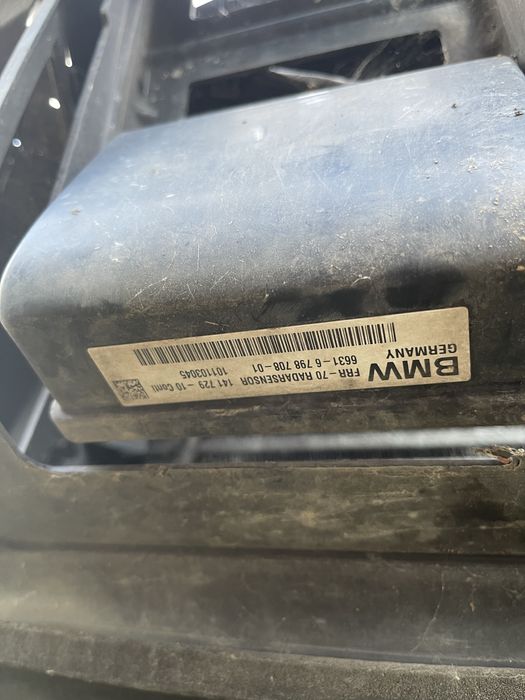 BMW
GERMANY
FRR-70 RADARSENSOR 141 729-10 Conti
6631-6 798 708-01
101103045